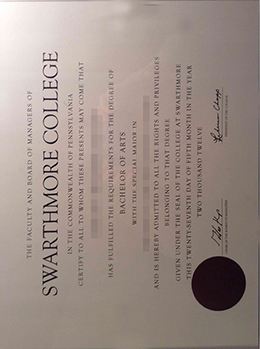 THE FACULTY AND BOARD OF MANAGERS OF
SWARTHMORE COLLEGE
IN THE COMMONWEALTH OF PENNSYLVANIA
CERTIFY TO ALL TO WHOM THESE PRESENTS MAY COME THAT
HAS FULFILLED THE REQUIREMENTS FOR THE DEGREE OF
BACHELOR OF ARTS
WITH THE SPECIAL MAJOR IN
AND IS HEREBY ADMITTED TO ALL THE RIGHTS AND PRIVILEGES
BELONGING TO THAT DEGREE
GIVEN UNDER THE SEAL OF THE COLLEGE AT SWARTHMORE
THIS TWENTY-SEVENTH DAY OF FIFTH MONTH IN THE YEAR
TWO THOUSAND TWELVE
PRESIDENT OF THE COLLEGE